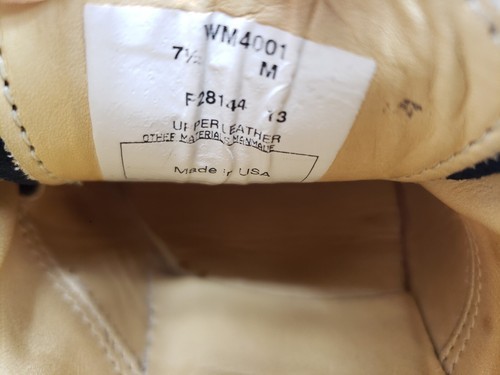 WM4001
7½ M
F28144 13
UPPER LEATHER
OTHER MATERIALS MANMADE
Made in USA